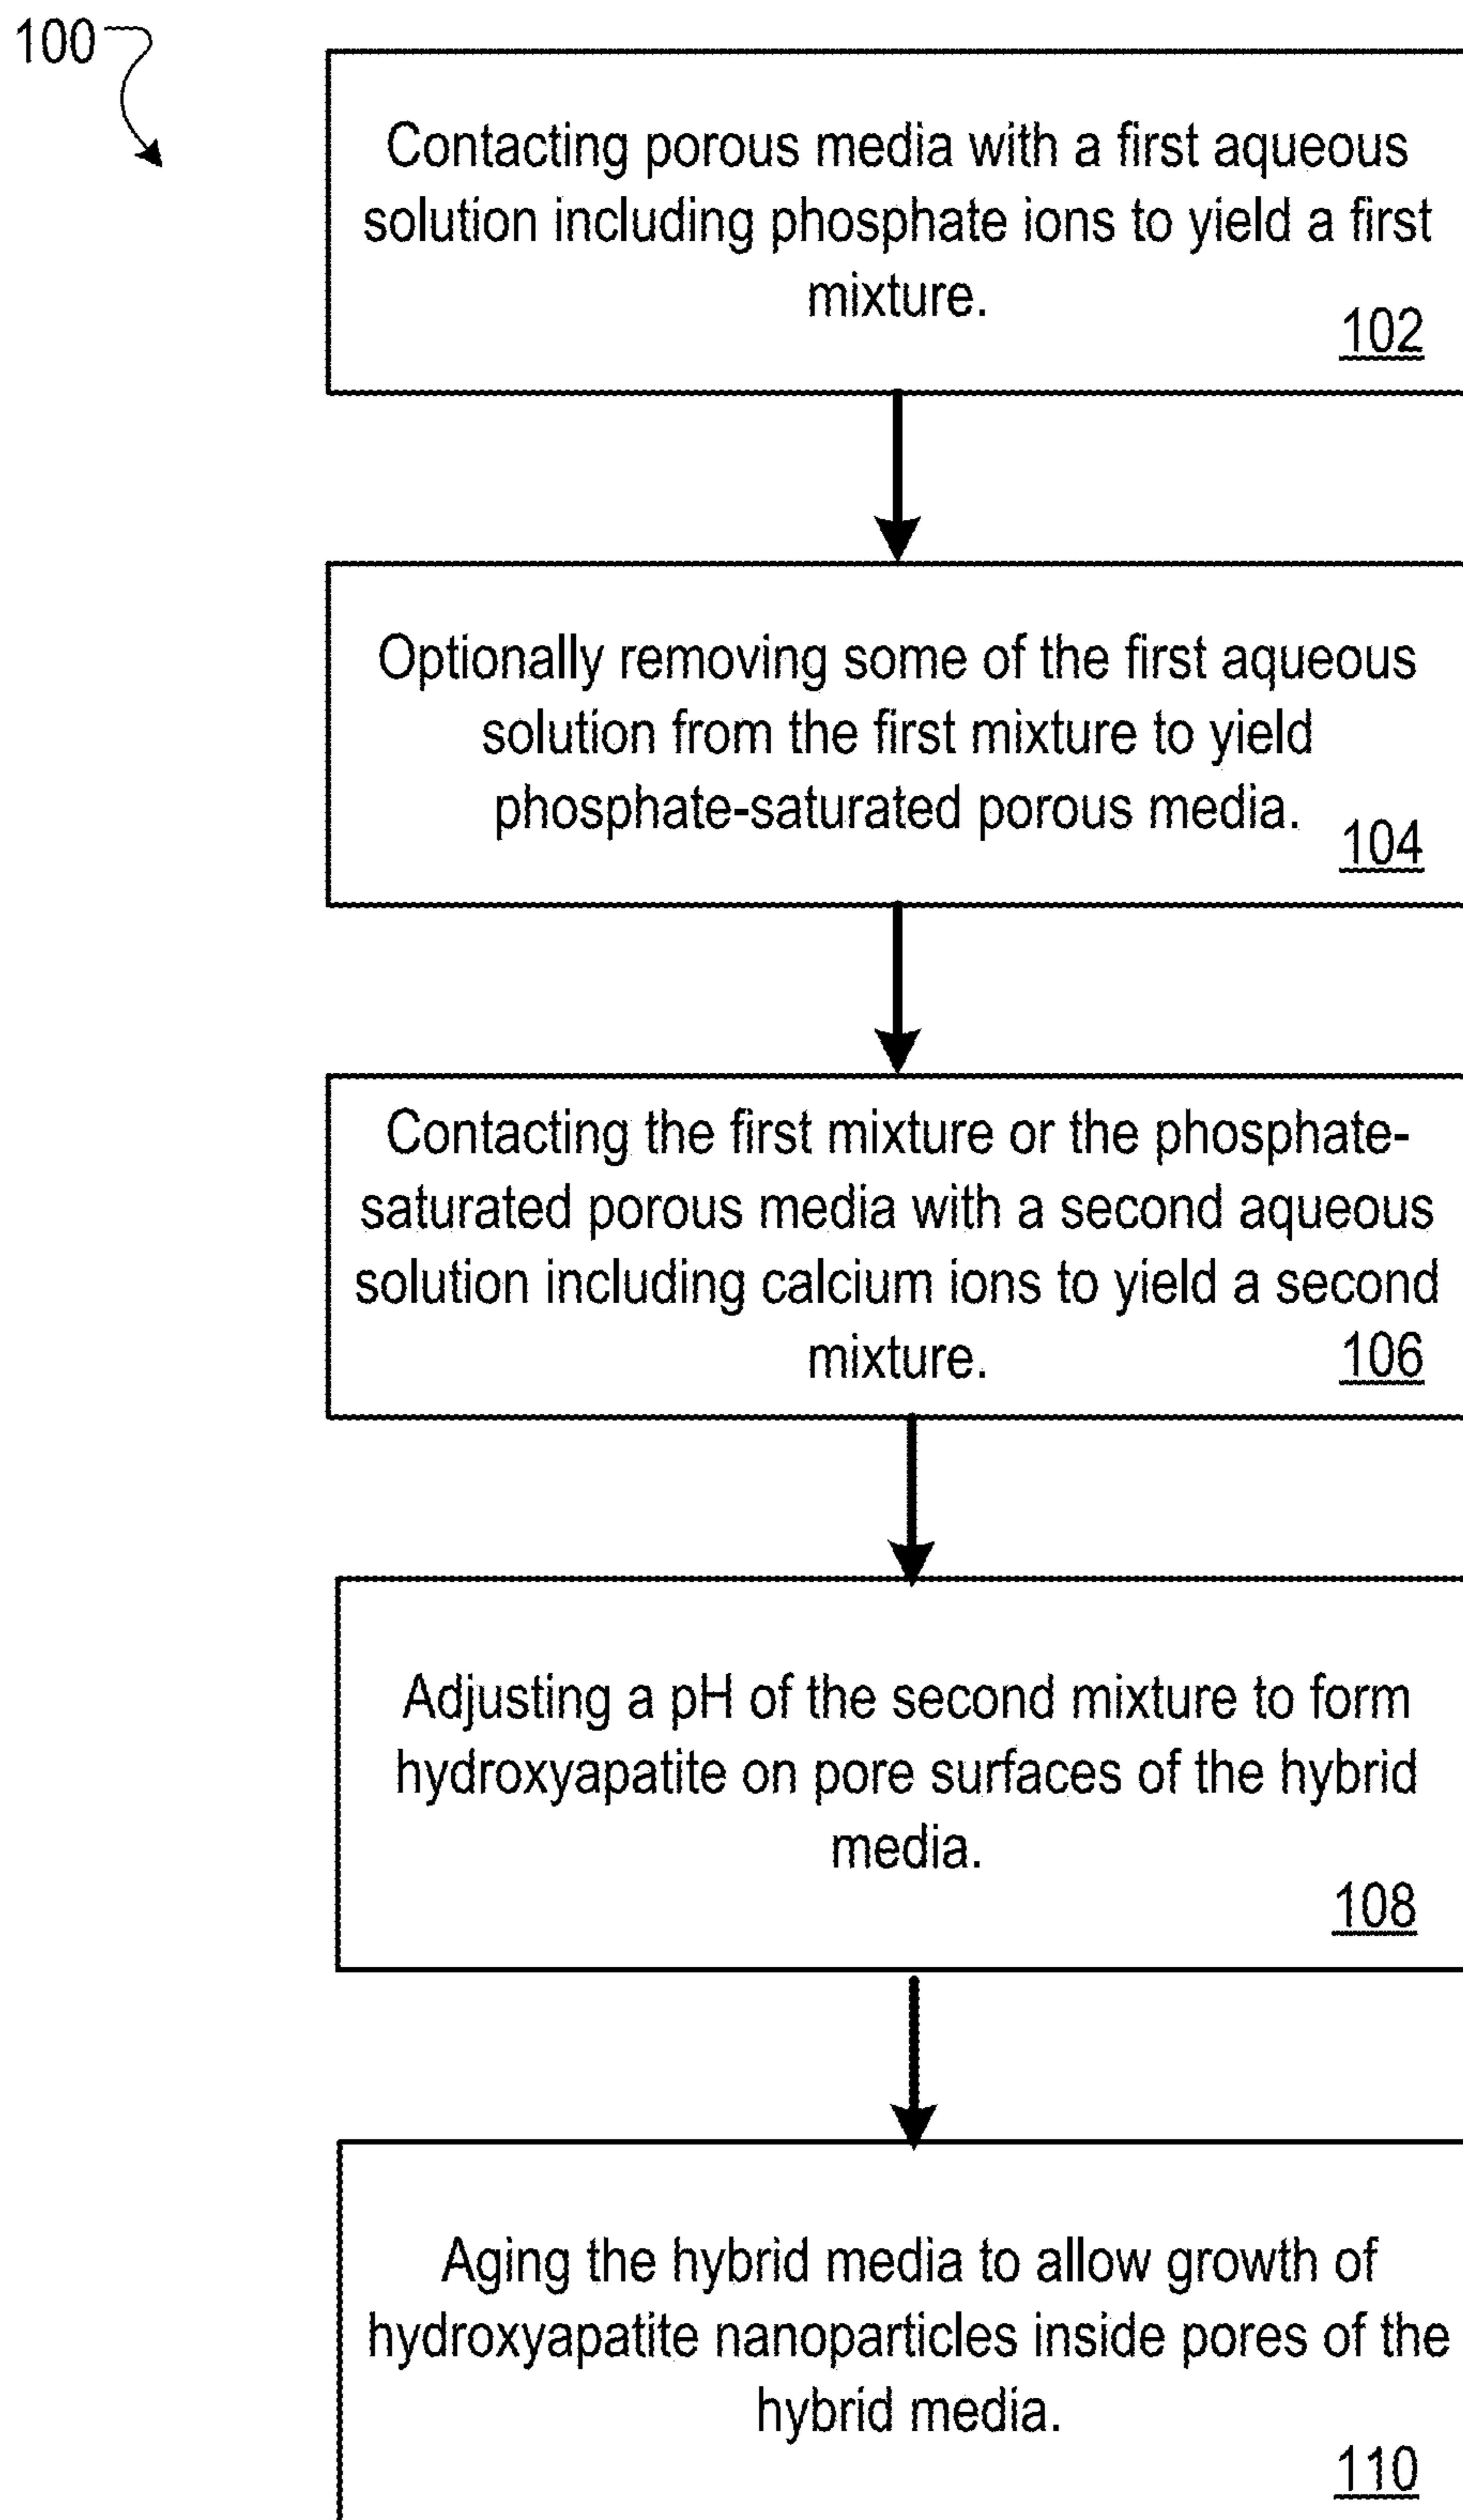 100
Contacting porous media with a first aqueous
solution including phosphate ions to yield a first
mixture.
102
Optionally removing some of the first aqueous
solution from the first mixture to yield
phosphate-saturated porous media.
104
Contacting the first mixture or the phosphate-
saturated porous media with a second aqueous
solution including calcium ions to yield a second
mixture.
106
Adjusting a pH of the second mixture to form
hydroxyapatite on pore surfaces of the hybrid
media.
108
Aging the hybrid media to allow growth of
hydroxyapatite nanoparticles inside pores of the
hybrid media.
110